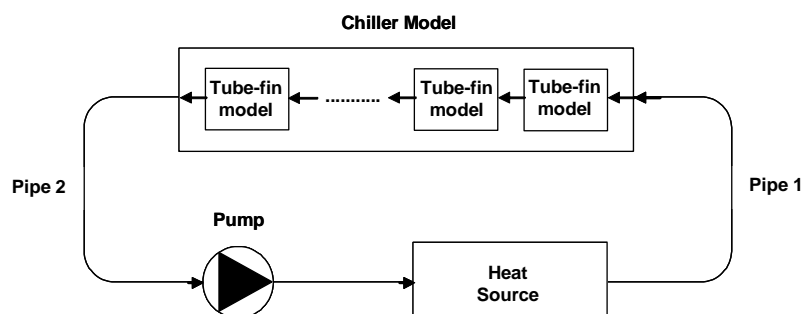 Chiller Model
Tube-fin
model
...........
Tube-fin
model
Tube-fin
model
Pipe 2
Pipe 1
Pump
Heat
Source